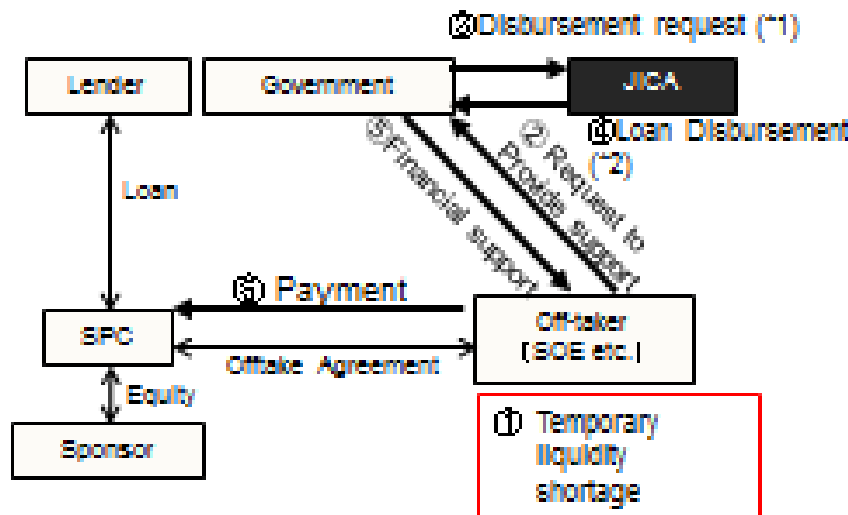 ③Disbursement request (*1)
Lender
Government
JICA
④Loan Disbursement
(*2)
② Request to
Provide support
⑤Financial support
Loan
⑥ Payment
SPC
Off-taker
(SOE etc.)
Offtake Agreement
Equity
Sponsor
① Temporary
liquidity
shortage